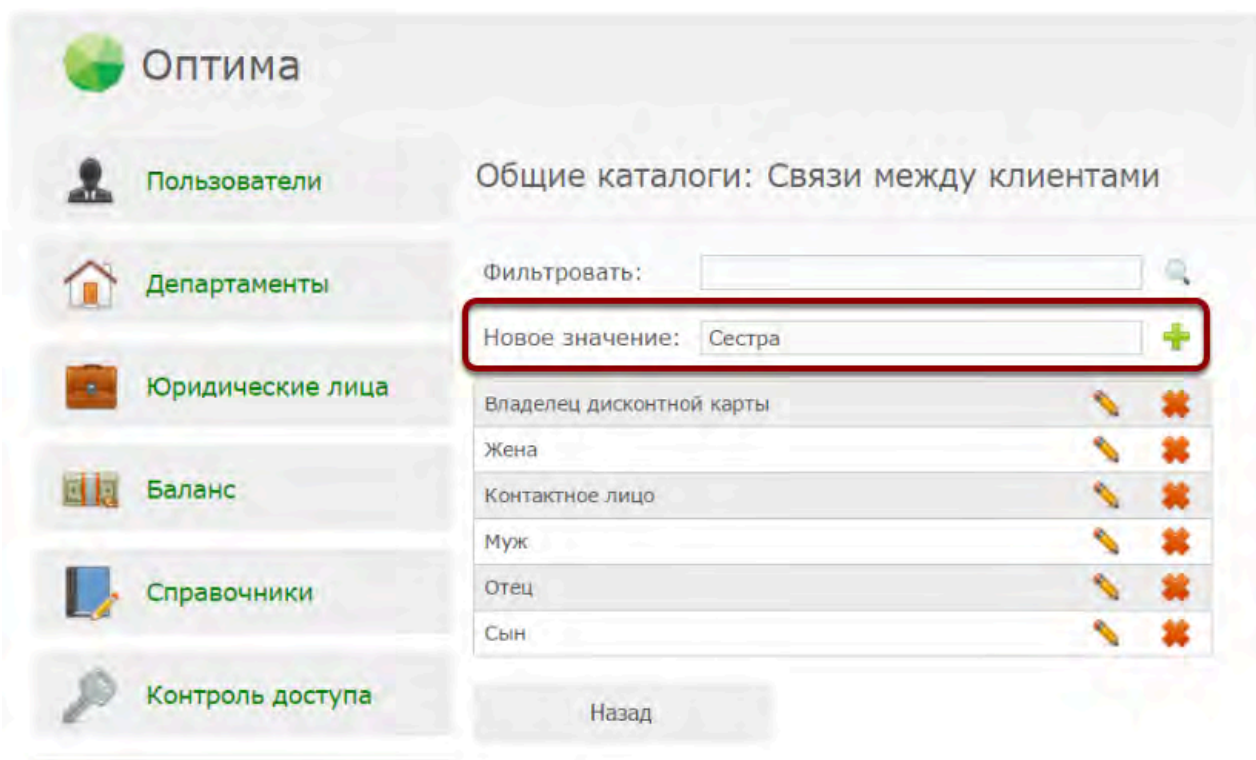 Оптима
Пользователи
Департаменты
Юридические лица
Баланс
Справочники
Контроль доступа
Общие каталоги: Связи между клиентами
Фильтровать:
Новое значение: Сестра
Владелец дисконтной карты
Жена
Контактное лицо
Муж
Отец
Сын
Назад